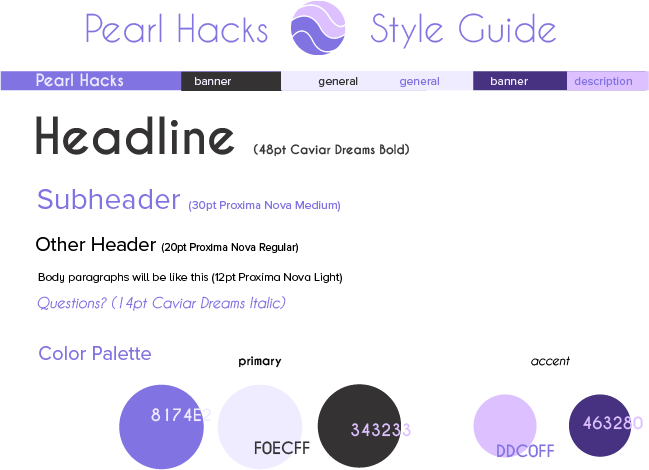 Pearl Hacks Style Guide
Pearl Hacks banner general general banner description
Headline (48pt Caviar Dreams Bold)
Subheader (30pt Proxima Nova Medium)
Other Header (20pt Proxima Nova Regular)
Body paragraphs will be like this (12pt Proxima Nova Light)
Questions? (14pt Caviar Dreams Italic)
Color Palette
primary accent
8174E2 F0ECFF 343233 DDC0FF 463280